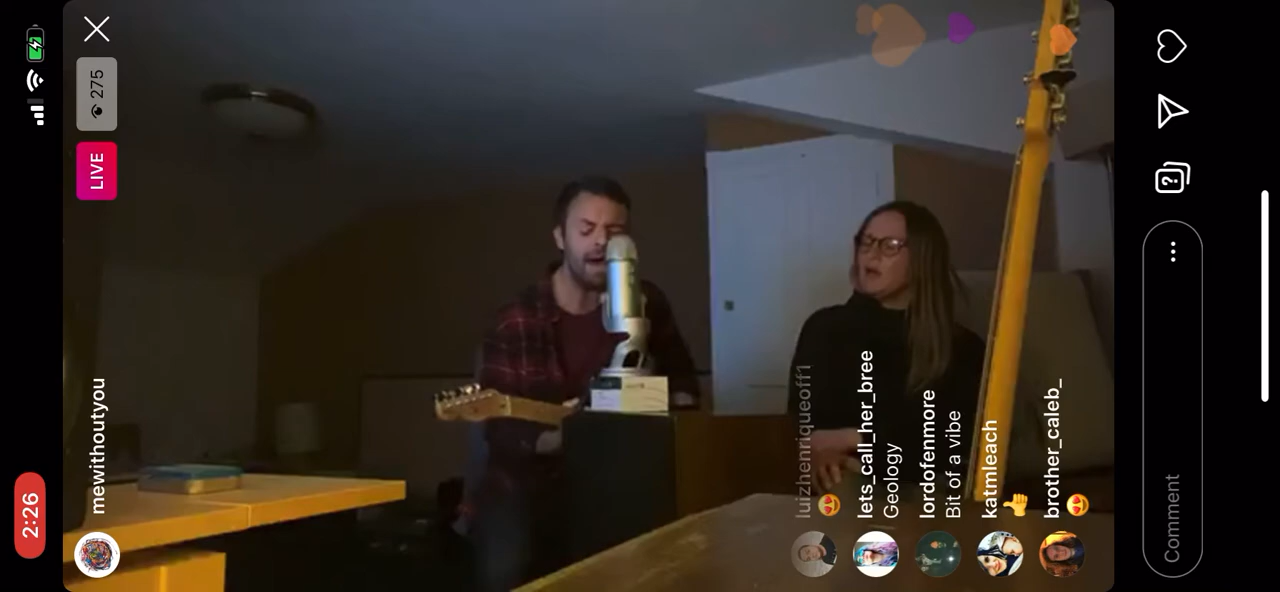 2:26
mewithoutyou
LIVE
275
luizhenriqueoff1
😍
lets_call_her_bree
Geology
lordofenmore
Bit of a vibe
katmleach
👍
brother_caleb_
😍
Comment